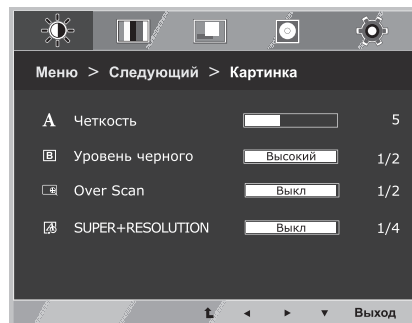 Меню > Следующий > Картинка
A Четкость 5
B Уровень черного Высокий 1/2
Over Scan Выкл 1/2
SUPER+RESOLUTION Выкл 1/4
Выход